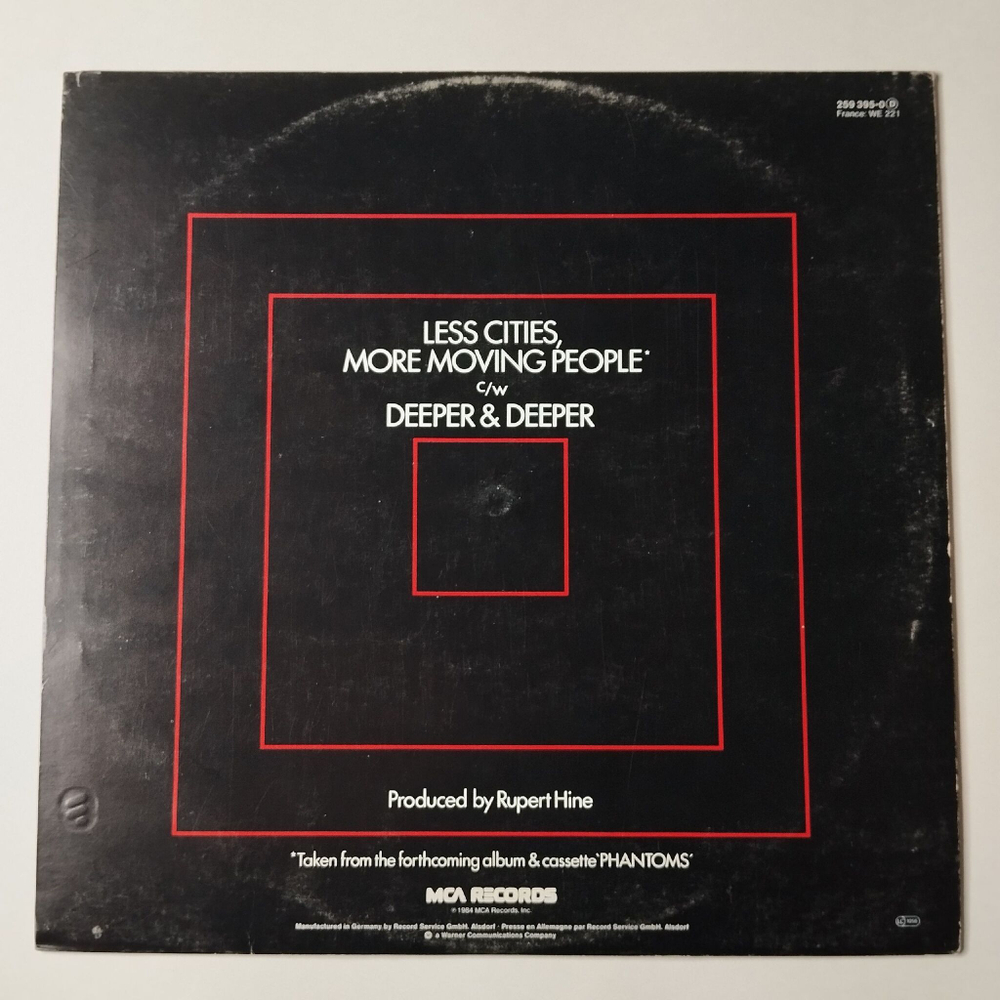 259 395-0 D
France: WE 221
LESS CITIES,
MORE MOVING PEOPLE*
c/w
DEEPER & DEEPER
Produced by Rupert Hine
*Taken from the forthcoming album & cassette 'PHANTOMS'
MCA RECORDS
℗ 1984 MCA Records, Inc.
Manufactured in Germany by Record Service GmbH. Alsdorf · Presse en Allemagne par Record Service GmbH. Alsdorf
a Warner Communications Company